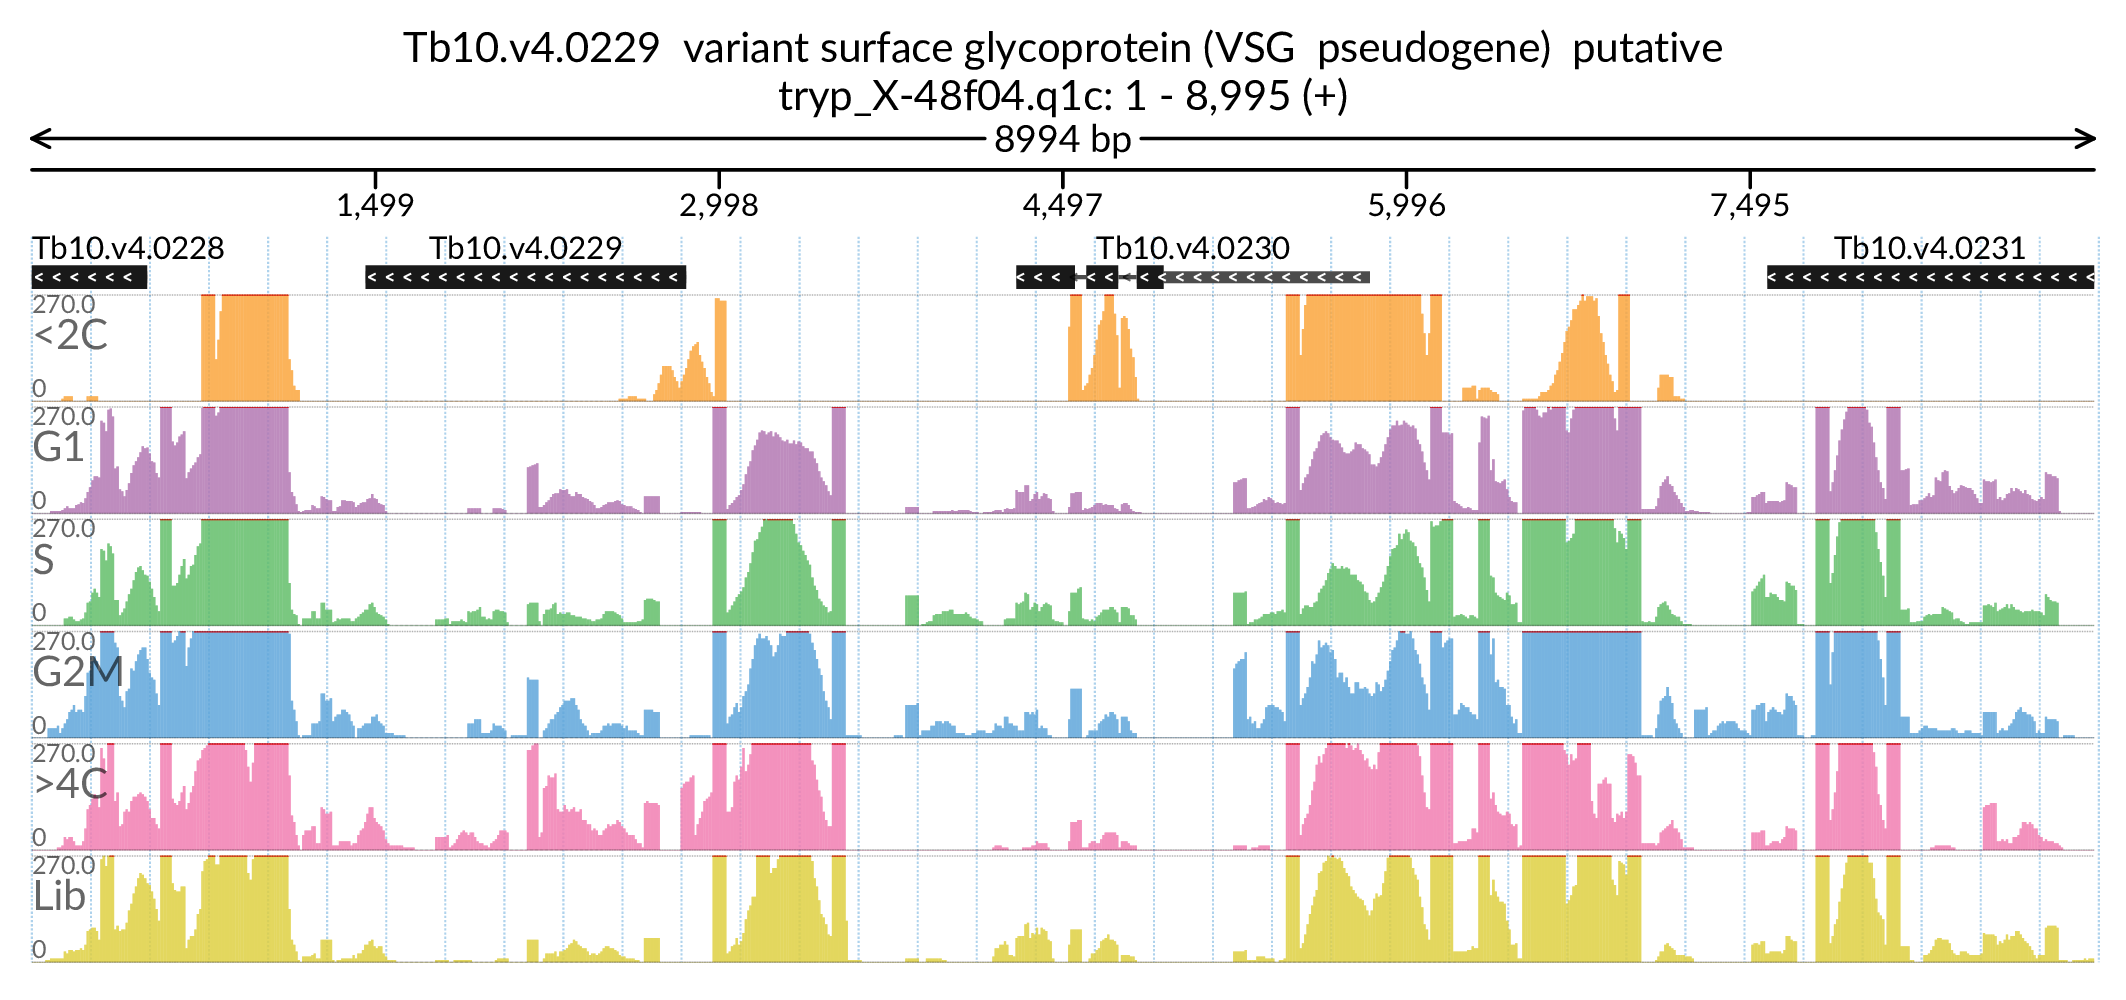 Tb10.v4.0229  variant surface glycoprotein (VSG  pseudogene)  putative
tryp_X-48f04.q1c: 1 - 8,995 (+)
8994 bp
1,499 2,998 4,497 5,996 7,495
Tb10.v4.0228 Tb10.v4.0229 Tb10.v4.0230 Tb10.v4.0231
270.0
<2C
0
270.0
G1
0
270.0
S
0
270.0
G2M
0
270.0
>4C
0
270.0
Lib
0